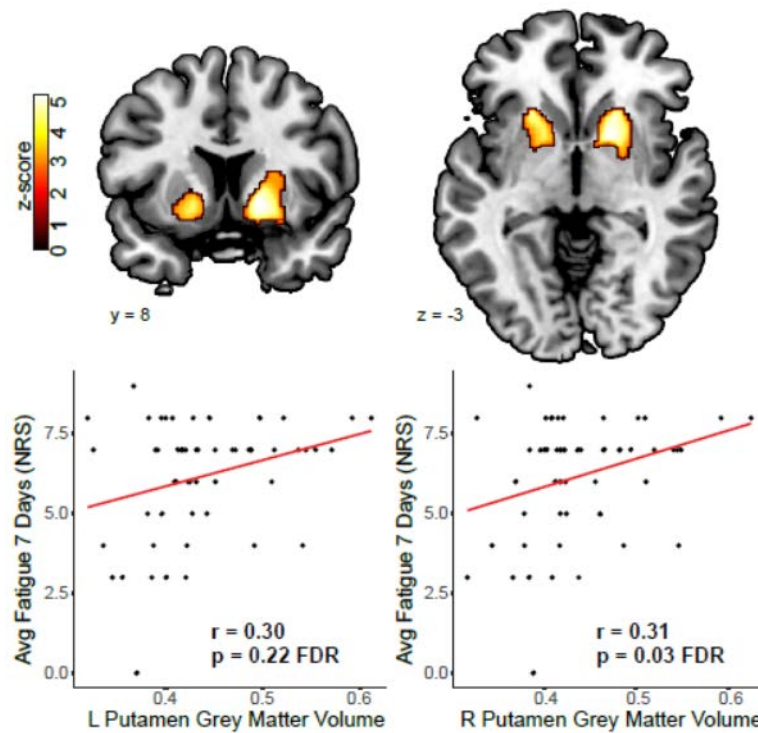 z-score
0 1 2 3 4 5
y = 8
z = -3
Avg Fatigue 7 Days (NRS)
7.5
5.0
2.5
0.0
r = 0.30
p = 0.22 FDR
0.4 0.5 0.6
L Putamen Grey Matter Volume
Avg Fatigue 7 Days (NRS)
7.5
5.0
2.5
0.0
r = 0.31
p = 0.03 FDR
0.4 0.5 0.6
R Putamen Grey Matter Volume